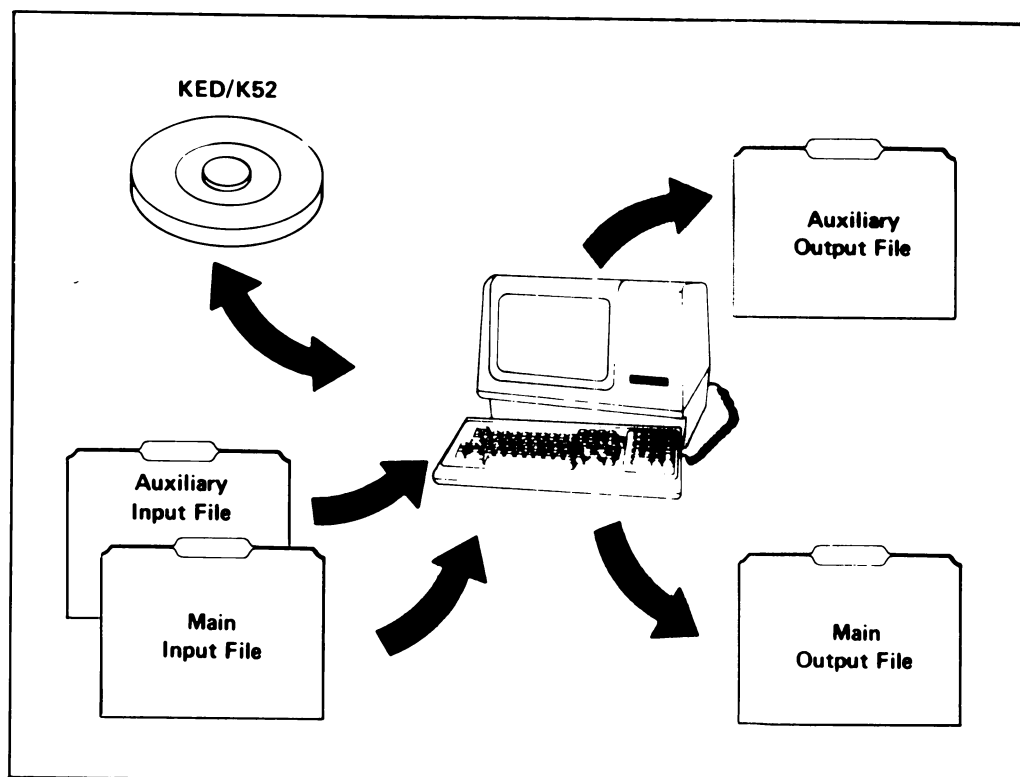 KED/K52
Auxiliary
Output File
Auxiliary
Input File
Main
Input File
Main
Output File